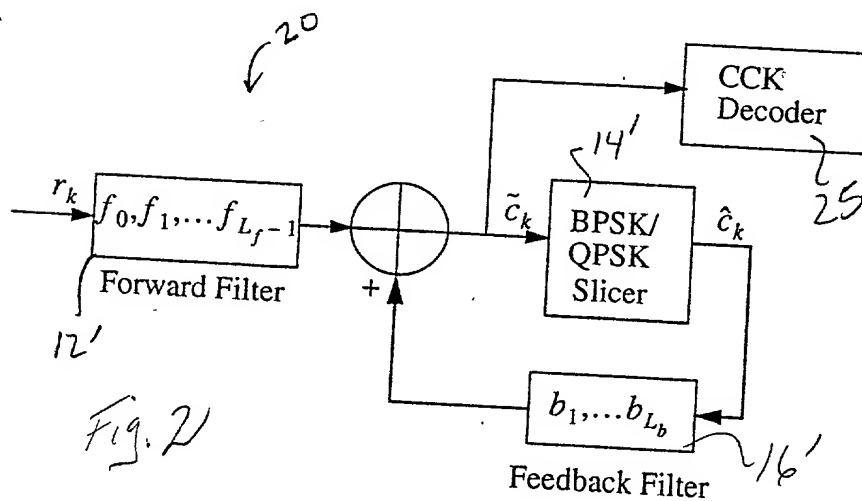 20
CCK
Decoder
25
14'
r_k
f_0, f_1, ... f_{L_f-1}
c̃_k
BPSK/
QPSK
Slicer
ĉ_k
+
Forward Filter
12'
b_1, ... b_{L_b}
16'
Feedback Filter
Fig. 2